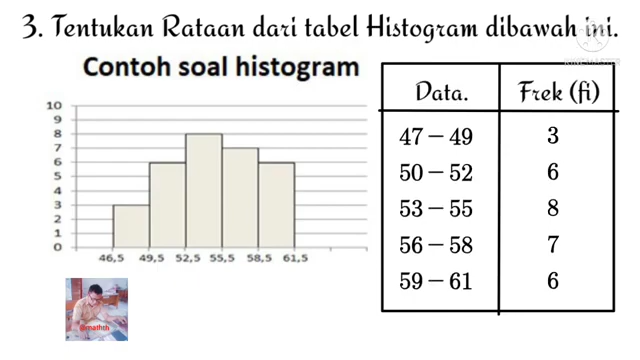 3. Tentukan Rataan dari tabel Histogram dibawah ini.
KINEMASTER
Contoh soal histogram
10
9
8
7
6
5
4
3
2
1
0
46,5 49,5 52,5 55,5 58,5 61,5
Data. Frek (fi)
47 – 49 3
50 – 52 6
53 – 55 8
56 – 58 7
59 – 61 6
@mathth